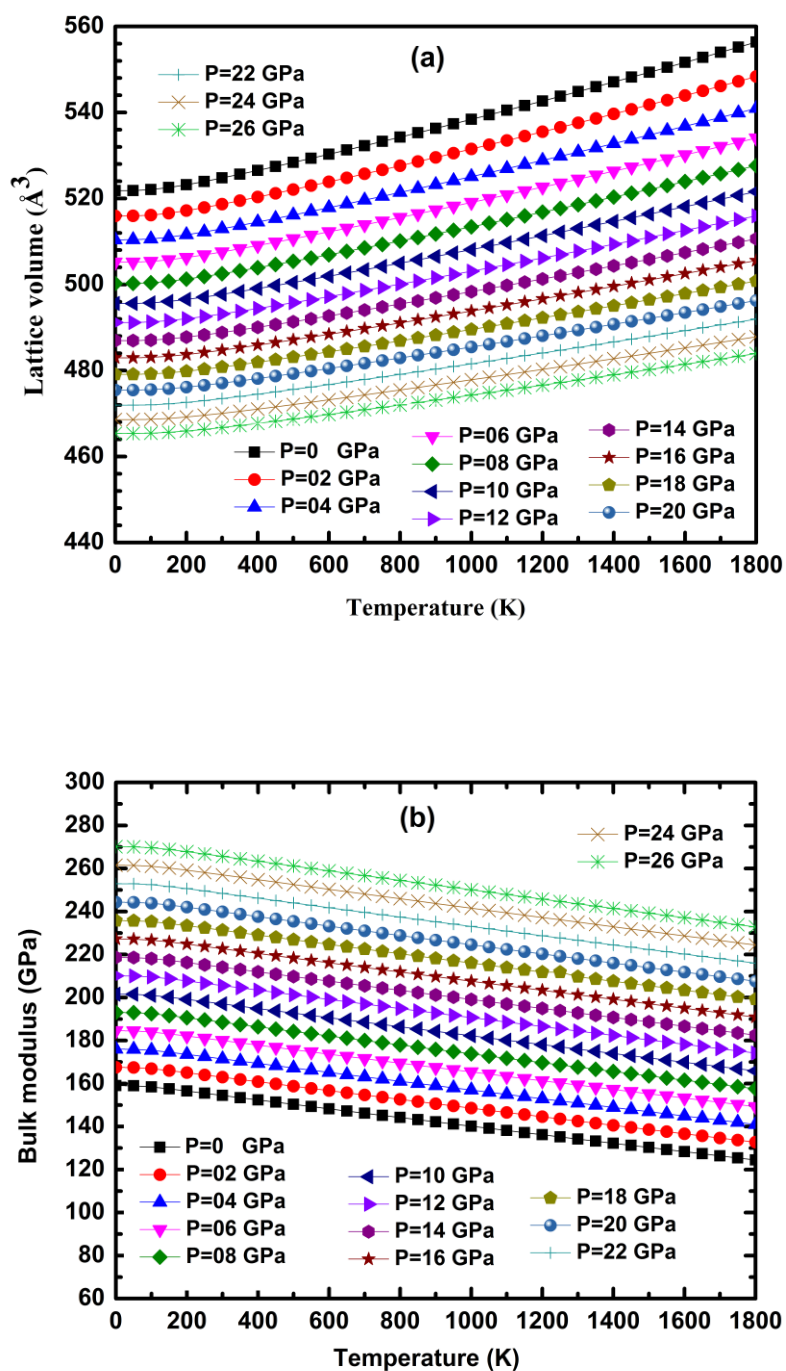 (a)
P=22 GPa
P=24 GPa
P=26 GPa
560
540
520
500
480
460
440
Lattice volume (Å³)
P=0 GPa
P=02 GPa
P=04 GPa
P=06 GPa
P=08 GPa
P=10 GPa
P=12 GPa
P=14 GPa
P=16 GPa
P=18 GPa
P=20 GPa
0 200 400 600 800 1000 1200 1400 1600 1800
Temperature (K)
(b)
P=24 GPa
P=26 GPa
300
280
260
240
220
200
180
160
140
120
100
80
60
Bulk modulus (GPa)
P=0 GPa
P=02 GPa
P=04 GPa
P=06 GPa
P=08 GPa
P=10 GPa
P=12 GPa
P=14 GPa
P=16 GPa
P=18 GPa
P=20 GPa
P=22 GPa
0 200 400 600 800 1000 1200 1400 1600 1800
Temperature (K)